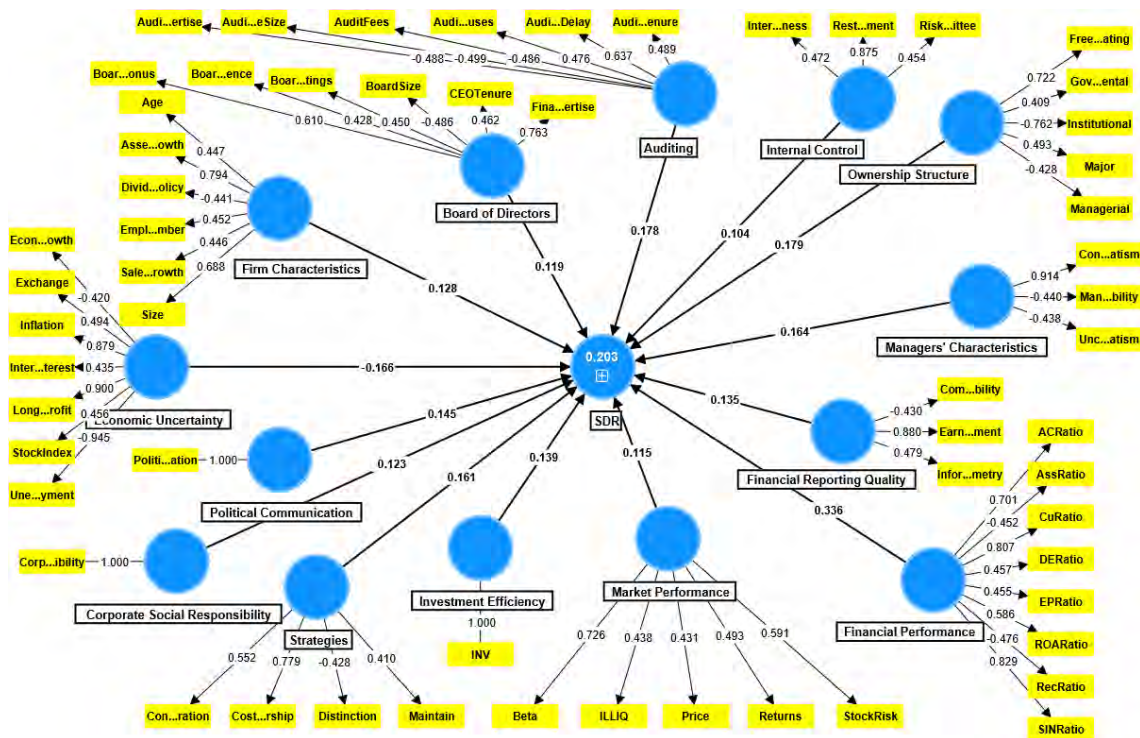 Audi...ertise
Audi...eSize
AuditFees
Audi...uses
Audi...Delay
Audi...enure
-0.488
-0.499
-0.486
0.476
0.637
0.489
Auditing
0.178
Inter...ness
Rest...ment
Risk...ittee
0.472
0.875
0.454
Internal Control
0.104
Free...ating
Gov...ental
Institutional
Major
Managerial
0.722
0.409
-0.762
0.493
-0.428
Ownership Structure
0.179
Boar...onus
Boar...ence
Boar...tings
BoardSize
CEOTenure
Fina...ertise
0.610
0.428
0.450
-0.486
0.462
0.763
Board of Directors
0.119
Age
Asse...owth
Divid...olicy
Empl...mber
Sale...rowth
Size
0.447
0.794
-0.441
0.452
0.446
0.688
Firm Characteristics
0.128
Econ...owth
Exchange
Inflation
Inter...terest
Long...rofit
StockIndex
Une...yment
-0.420
0.494
0.879
0.435
0.900
0.456
-0.945
Economic Uncertainty
-0.166
0.203
SDR
Con...atism
Man...bility
Unc...atism
0.914
-0.440
-0.438
Managers' Characteristics
0.164
Com...bility
Earn...ment
Infor...metry
-0.430
0.880
0.479
Financial Reporting Quality
0.135
Politi...ation
1.000
Political Communication
0.145
Corp...ibility
1.000
Corporate Social Responsibility
0.123
Strategies
0.161
0.552
0.779
-0.428
0.410
Con...ration
Cost...rship
Distinction
Maintain
Investment Efficiency
0.139
1.000
INV
Market Performance
0.115
0.726
0.438
0.431
0.493
0.591
Beta
ILLIQ
Price
Returns
StockRisk
Financial Performance
0.336
ACRatio
AssRatio
CuRatio
DERatio
EPRatio
ROARatio
RecRatio
SINRatio
0.701
-0.452
0.807
0.457
0.455
0.586
-0.476
0.829